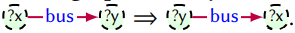 ?x bus ?y ⇒ ?y bus ?x.